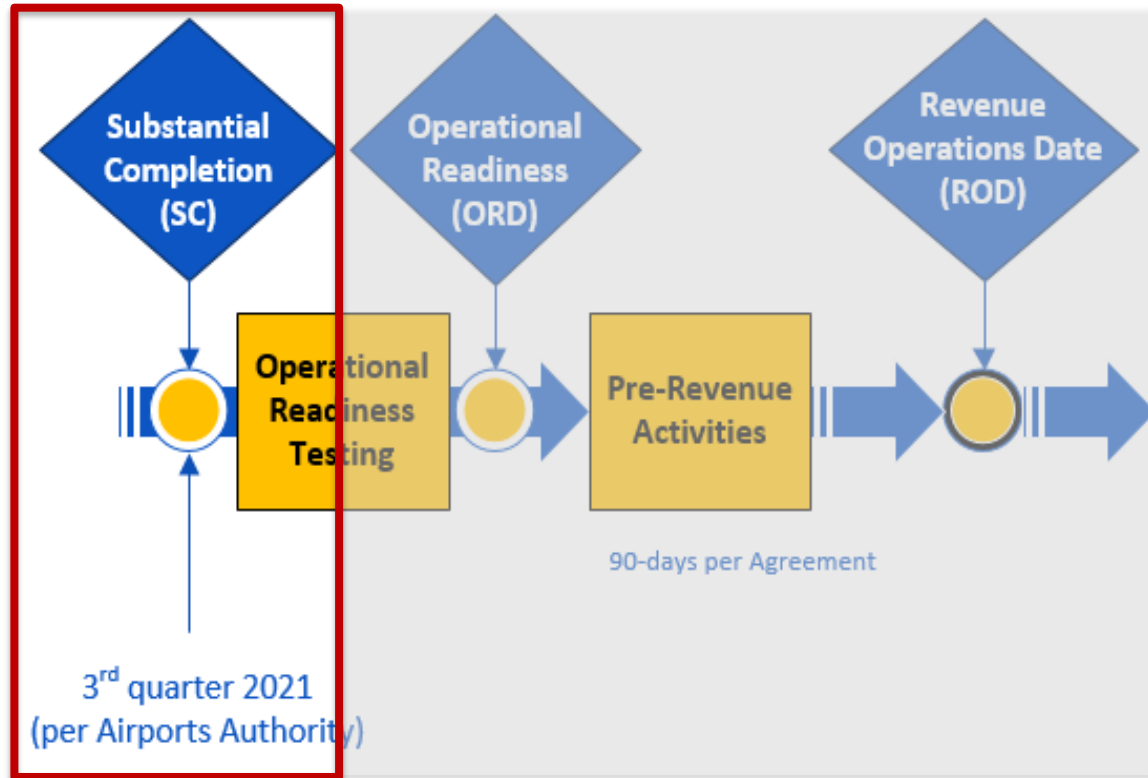 Substantial
Completion
(SC)
Operational
Readiness
(ORD)
Revenue
Operations Date
(ROD)
Operational
Readiness
Testing
Pre-Revenue
Activities
90-days per Agreement
3rd quarter 2021
(per Airports Authority)